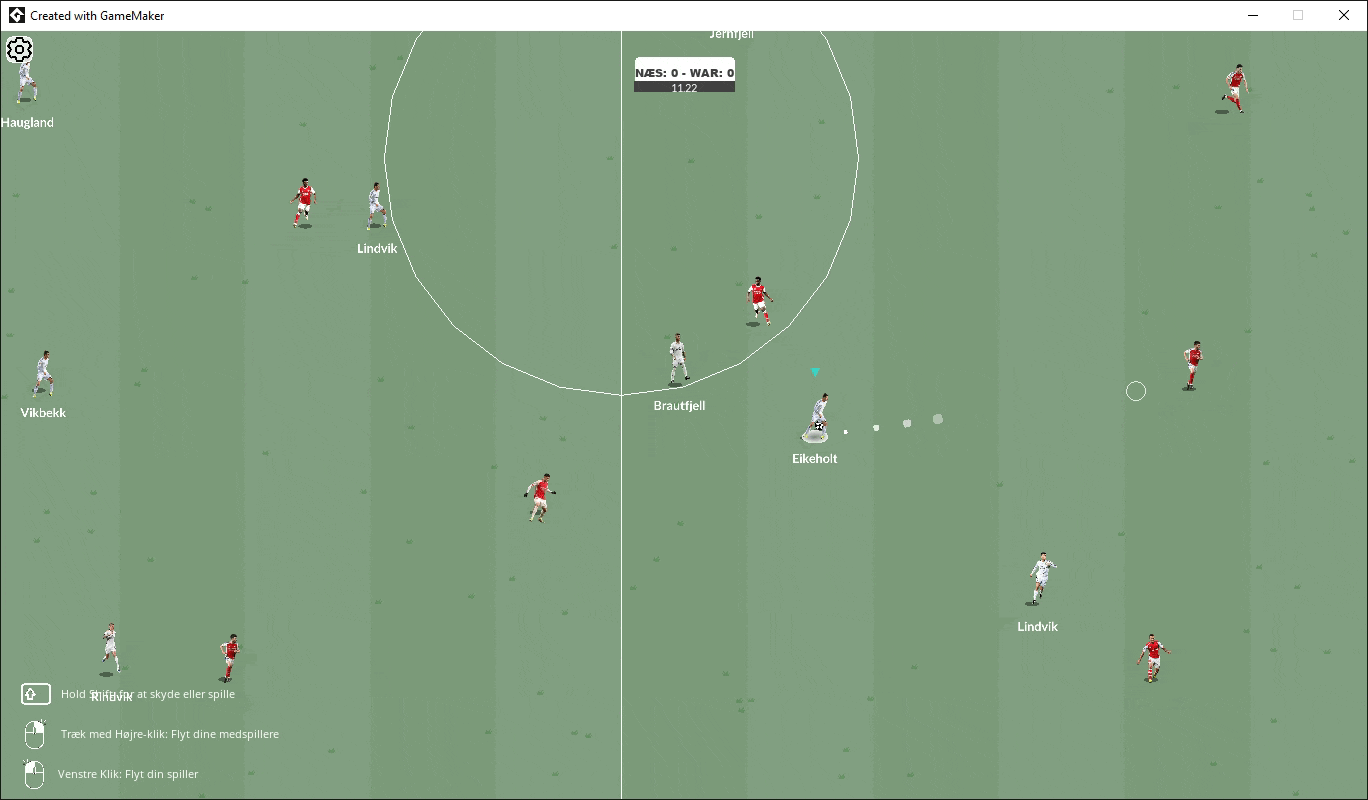 Created with GameMaker
Jernfjell
NÆS: 0 - WAR: 0
11.22
Haugland
Lindvik
Vikbekk
Brautfjell
Eikeholt
Lindvik
Hold Shift for at skyde eller spille
Rindvik
Træk med Højre-klik: Flyt dine medspillere
Venstre Klik: Flyt din spiller